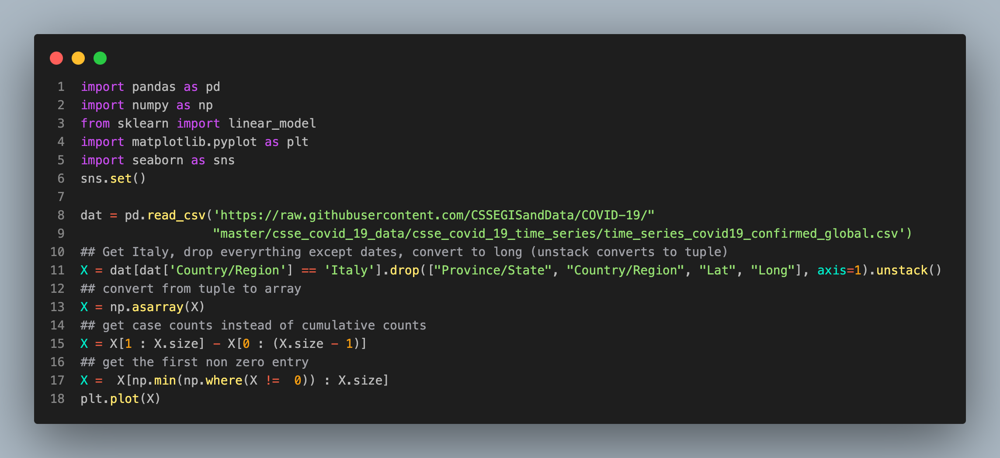 1 import pandas as pd
2 import numpy as np
3 from sklearn import linear_model
4 import matplotlib.pyplot as plt
5 import seaborn as sns
6 sns.set()
7
8 dat = pd.read_csv('https://raw.githubusercontent.com/CSSEGISandData/COVID-19/"
9                   "master/csse_covid_19_data/csse_covid_19_time_series/time_series_covid19_confirmed_global.csv')
10 ## Get Italy, drop everyrthing except dates, convert to long (unstack converts to tuple)
11 X = dat[dat['Country/Region'] == 'Italy'].drop(["Province/State", "Country/Region", "Lat", "Long"], axis=1).unstack()
12 ## convert from tuple to array
13 X = np.asarray(X)
14 ## get case counts instead of cumulative counts
15 X = X[1 : X.size] - X[0 : (X.size - 1)]
16 ## get the first non zero entry
17 X =  X[np.min(np.where(X !=  0)) : X.size]
18 plt.plot(X)